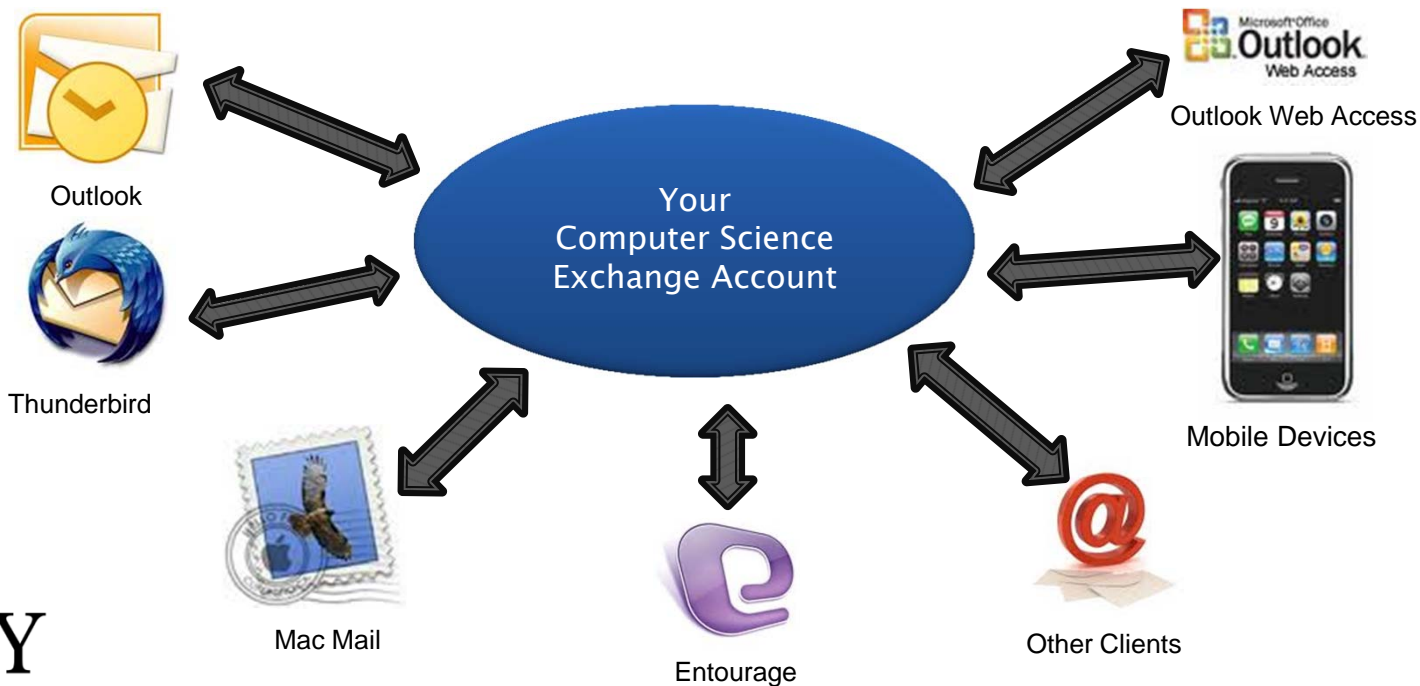 Microsoft Office
Outlook
Web Access
Outlook Web Access
Outlook
Your
Computer Science
Exchange Account
Thunderbird
Mobile Devices
Mac Mail
Entourage
Other Clients
Y